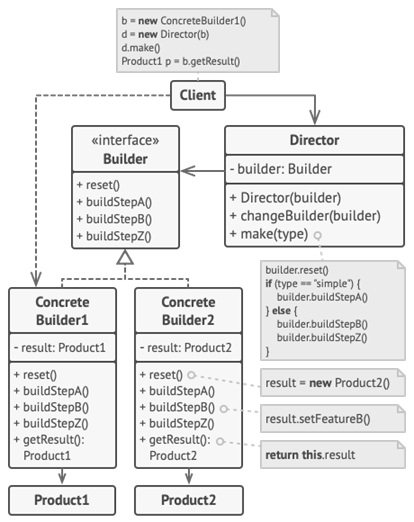 b = new ConcreteBuilder1()
d = new Director(b)
d.make()
Product1 p = b.getResult()
Client
«interface»
Builder
+ reset()
+ buildStepA()
+ buildStepB()
+ buildStepZ()
Director
- builder: Builder
+ Director(builder)
+ changeBuilder(builder)
+ make(type)
builder.reset()
if (type == "simple") {
builder.buildStepA()
} else {
builder.buildStepB()
builder.buildStepZ()
}
Concrete
Builder1
- result: Product1
+ reset()
+ buildStepA()
+ buildStepB()
+ buildStepZ()
+ getResult():
Product1
Concrete
Builder2
- result: Product2
+ reset()
+ buildStepA()
+ buildStepB()
+ buildStepZ()
+ getResult():
Product2
result = new Product2()
result.setFeatureB()
return this.result
Product1
Product2